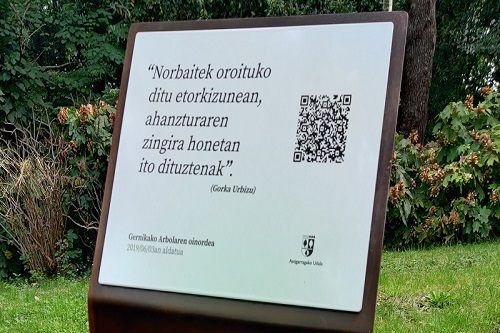 “Norbaitek oroituko
ditu etorkizunean,
ahanzturaren
zingira honetan
ito dituztenak”.
(Gorka Urbizu)
Gernikako Arbolaren oinordea
2019/06/03an aldatua
Astigarragako Udala